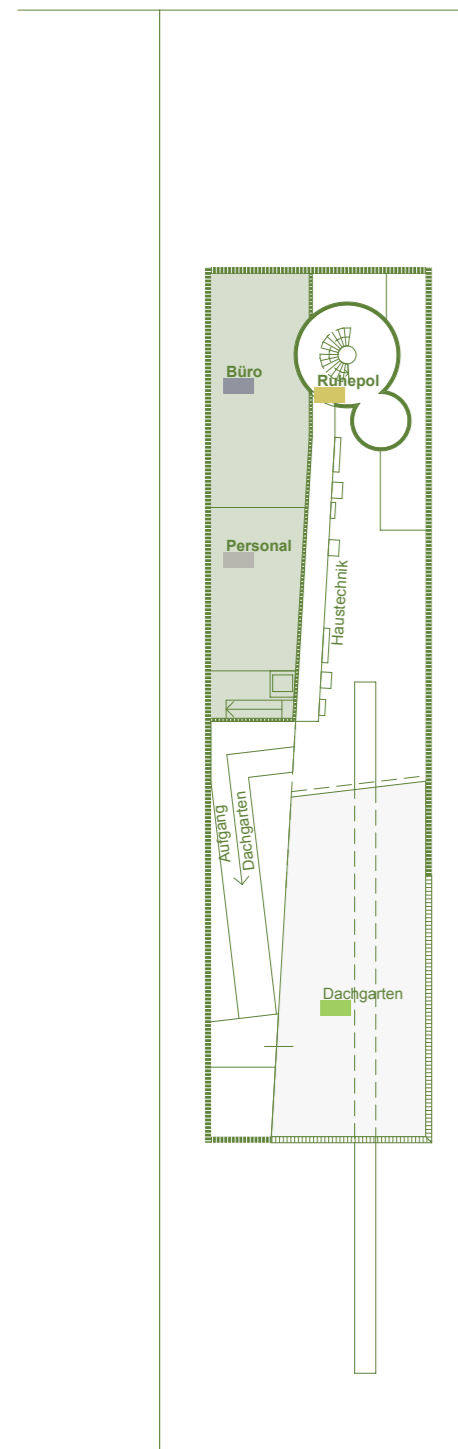 Büro
Ruhepol
Personal
Haustechnik
Aufgang
Dachgarten
Dachgarten